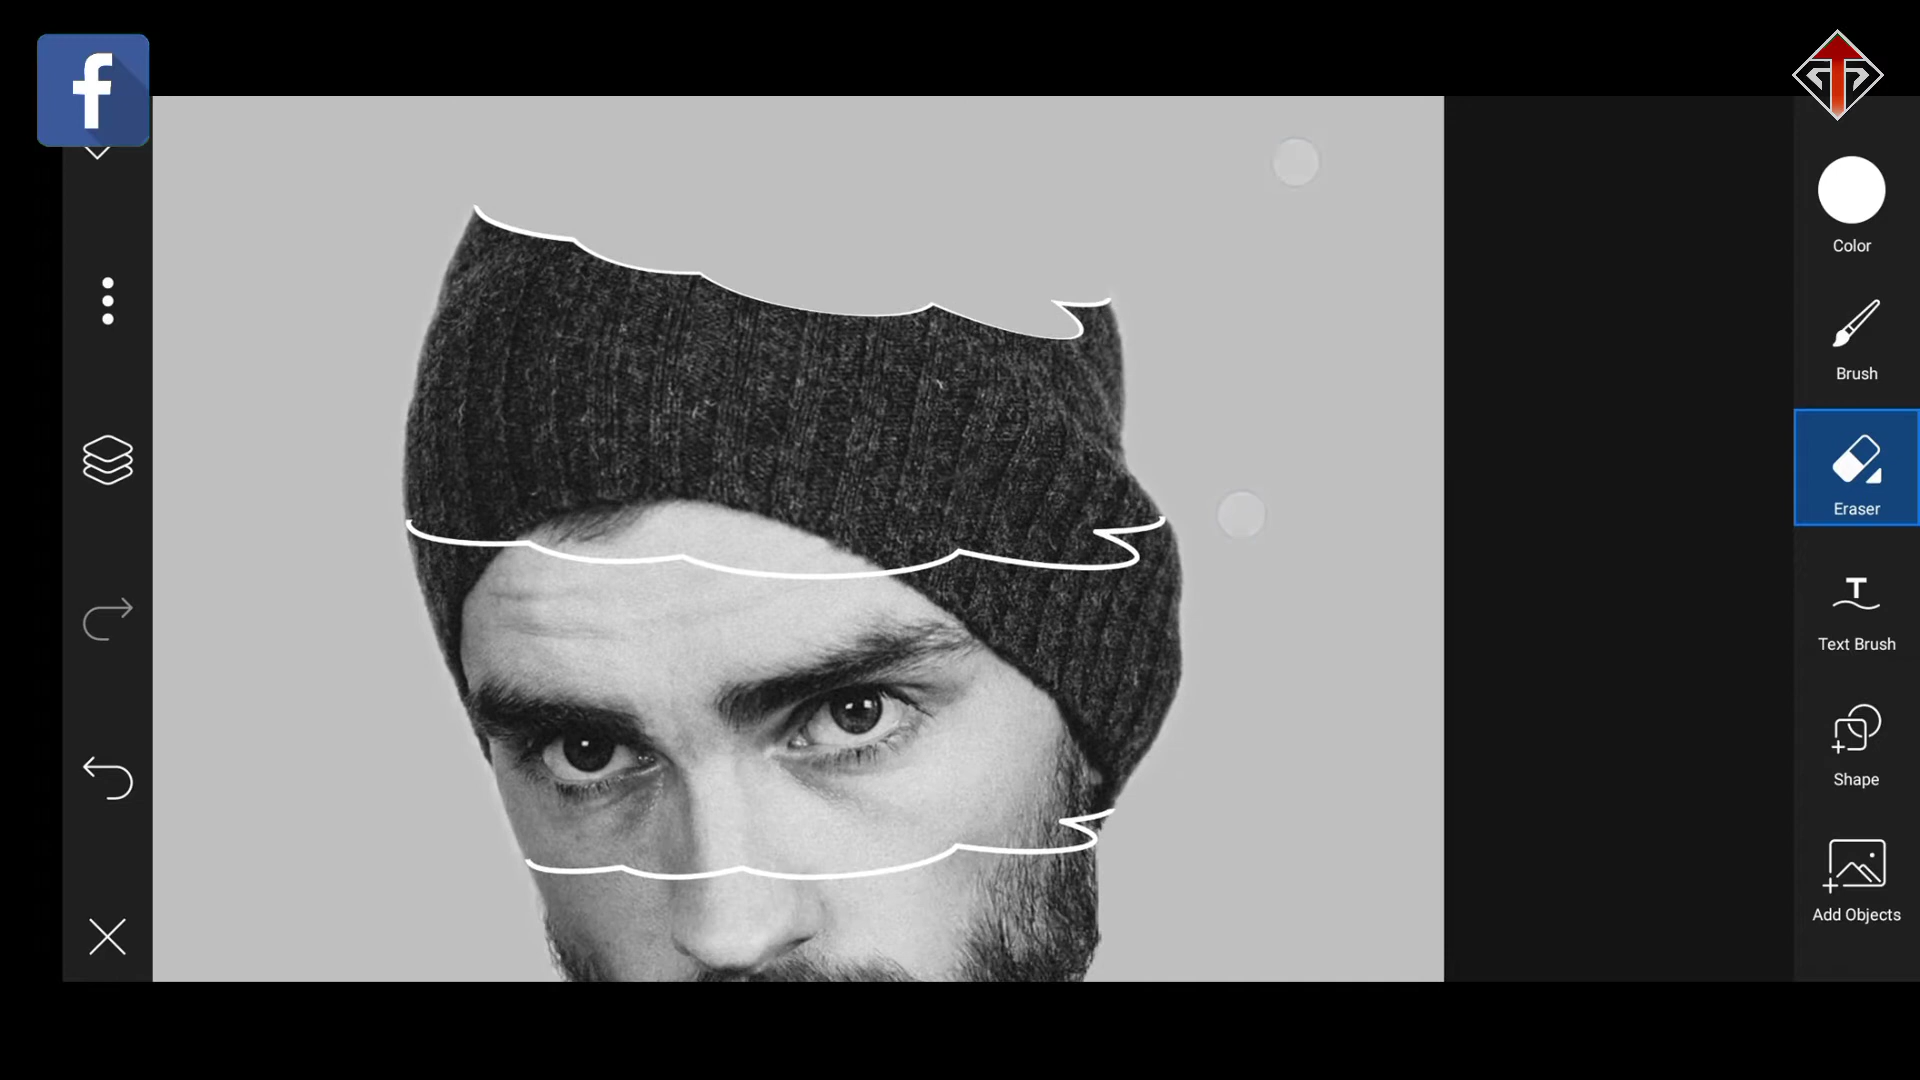 f
Color
Brush
Eraser
T
Text Brush
Shape
Add Objects